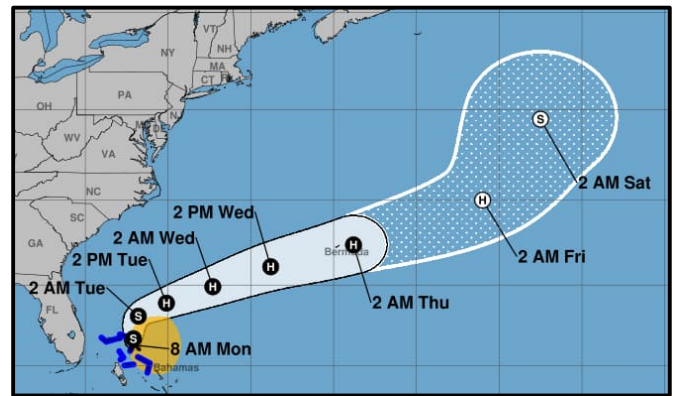 VT
NY
NH
MA
CT
RI
PA
NJ
OH
MD
DE
WV
VA
NC
SC
GA
FL
S
2 AM Sat
H
2 AM Fri
2 PM Wed
H
2 AM Wed
H
Bermuda
H
2 AM Thu
2 PM Tue
H
2 AM Tue
S
S
8 AM Mon
Bahamas